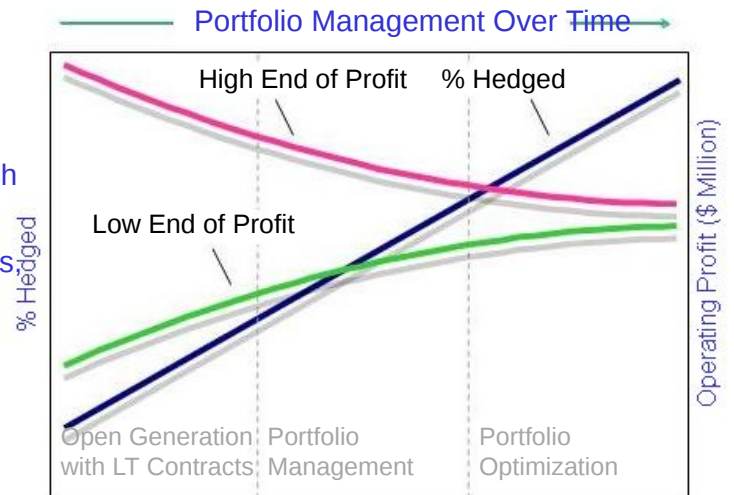 Portfolio Management Over Time
High End of Profit
% Hedged
h
Low End of Profit
s,
% Hedged
Operating Profit ($ Million)
Open Generation
with LT Contracts
Portfolio
Management
Portfolio
Optimization